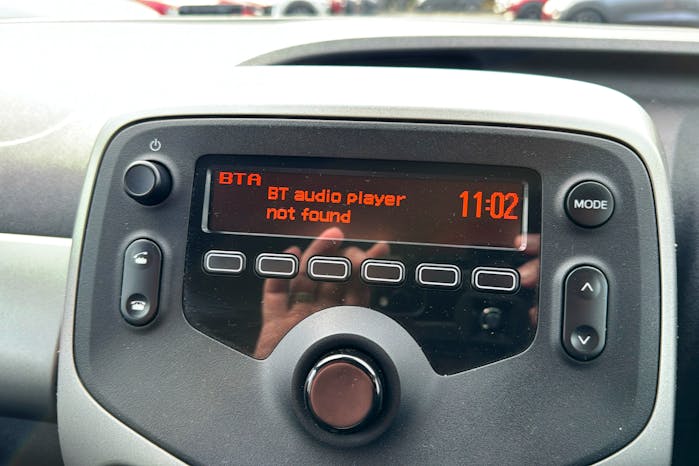 BTA
BT audio player
not found
11:02
MODE